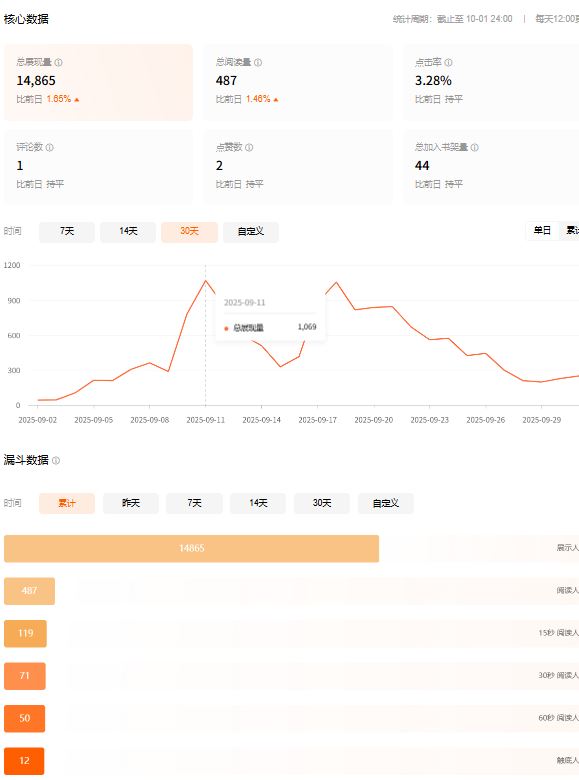 核心数据 统计周期：截止至 10-01 24:00 | 每天12:00更
总展现量 总阅读量 点击率
14,865 487 3.28%
比前日 1.85% 比前日 1.46% 比前日 持平
评论数 点赞数 总加入书架量
1 2 44
比前日 持平 比前日 持平 比前日 持平
时间 7天 14天 30天 自定义 单日 累计
1200
900
600
300
0
2025-09-11
总展现量 1,069
2025-09-02 2025-09-05 2025-09-08 2025-09-11 2025-09-14 2025-09-17 2025-09-20 2025-09-23 2025-09-26 2025-09-29
漏斗数据
时间 累计 昨天 7天 14天 30天 自定义
14865 展示人
487 阅读人
119 15秒 阅读人
71 30秒 阅读人
50 60秒 阅读人
12 触底人